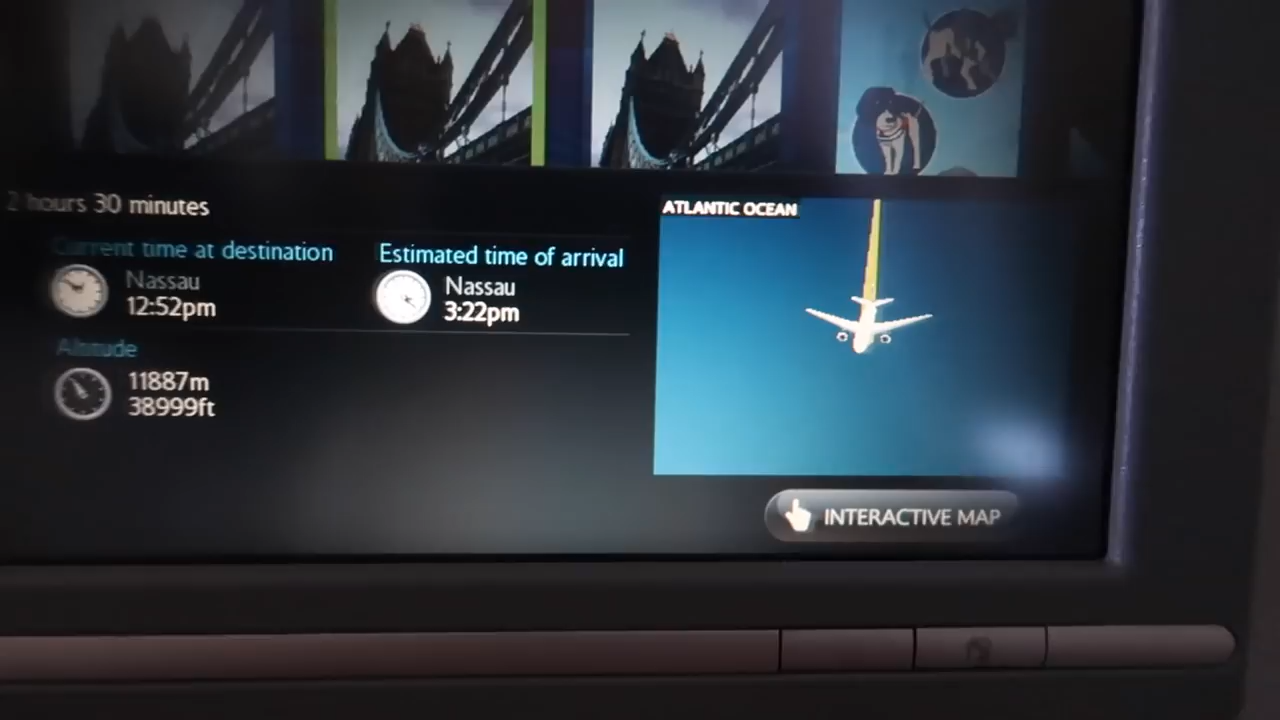 2 hours 30 minutes
Current time at destination
Nassau
12:52pm
Estimated time of arrival
Nassau
3:22pm
Altitude
11887m
38999ft
ATLANTIC OCEAN
INTERACTIVE MAP